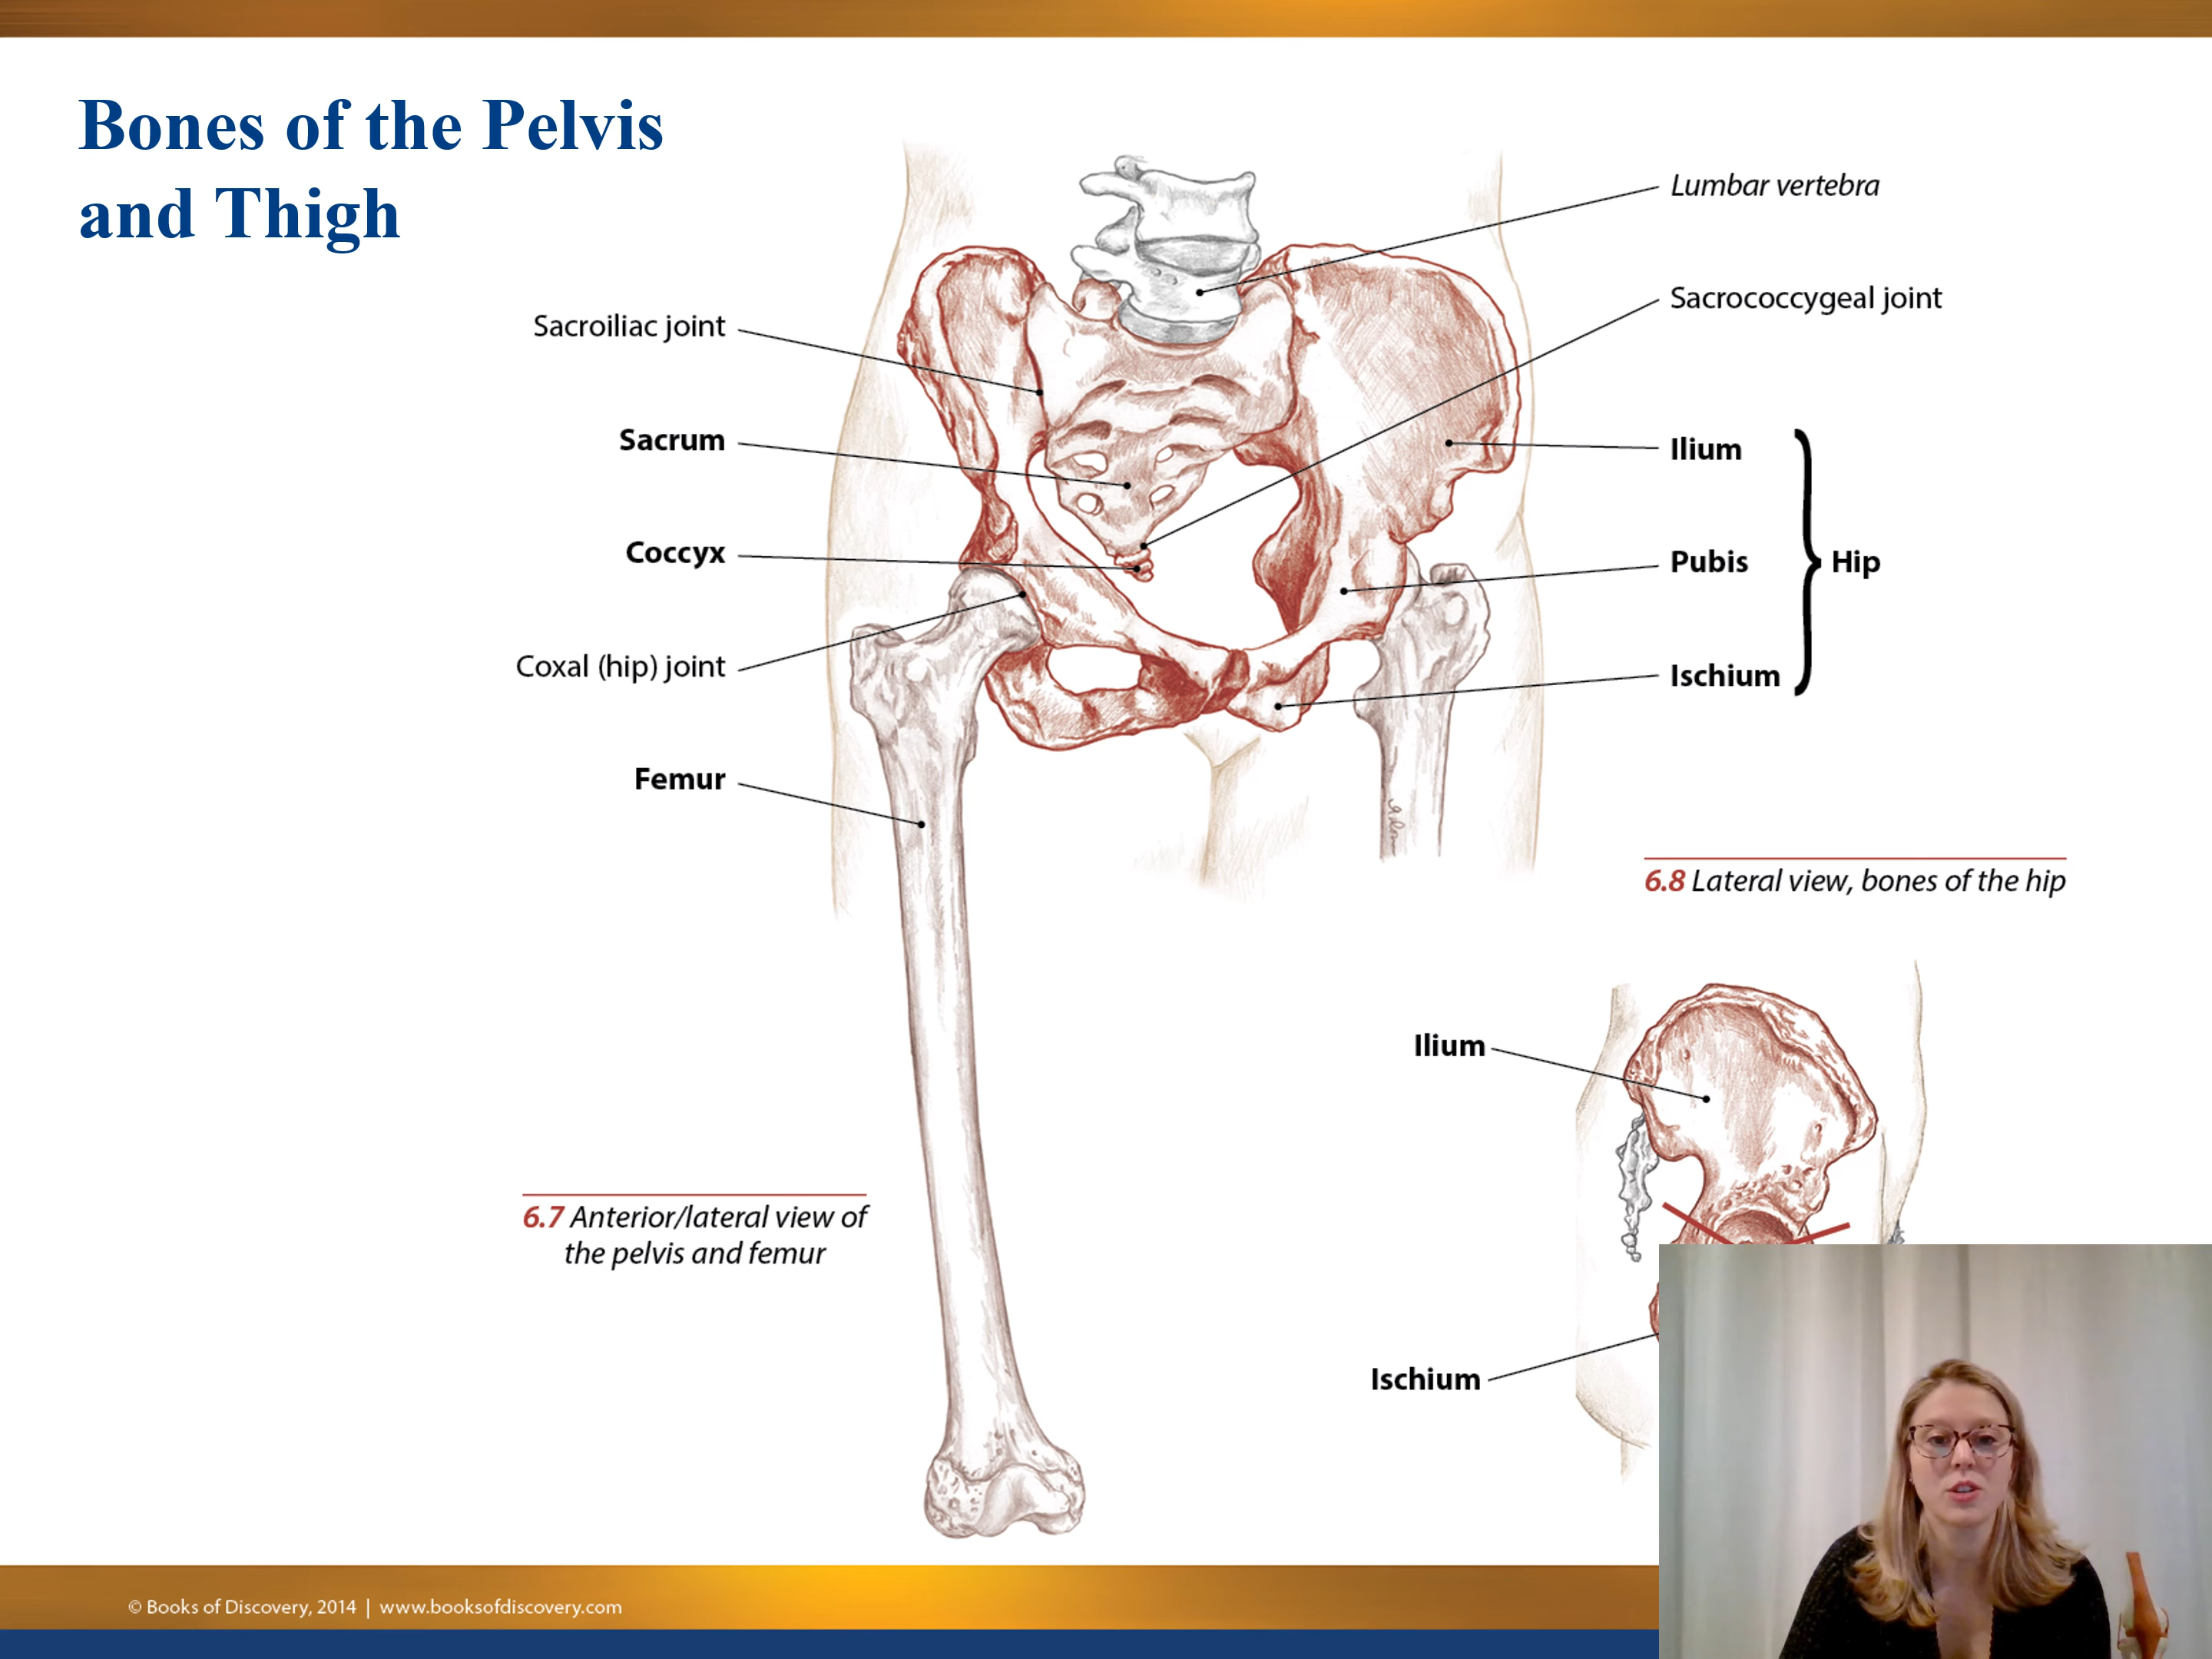 Bones of the Pelvis
and Thigh
Lumbar vertebra
Sacrococcygeal joint
Sacroiliac joint
Sacrum
Coccyx
Coxal (hip) joint
Femur
Ilium
Pubis
Hip
Ischium
6.8 Lateral view, bones of the hip
Ilium
6.7 Anterior/lateral view of
the pelvis and femur
Ischium
© Books of Discovery, 2014 | www.booksofdiscovery.com